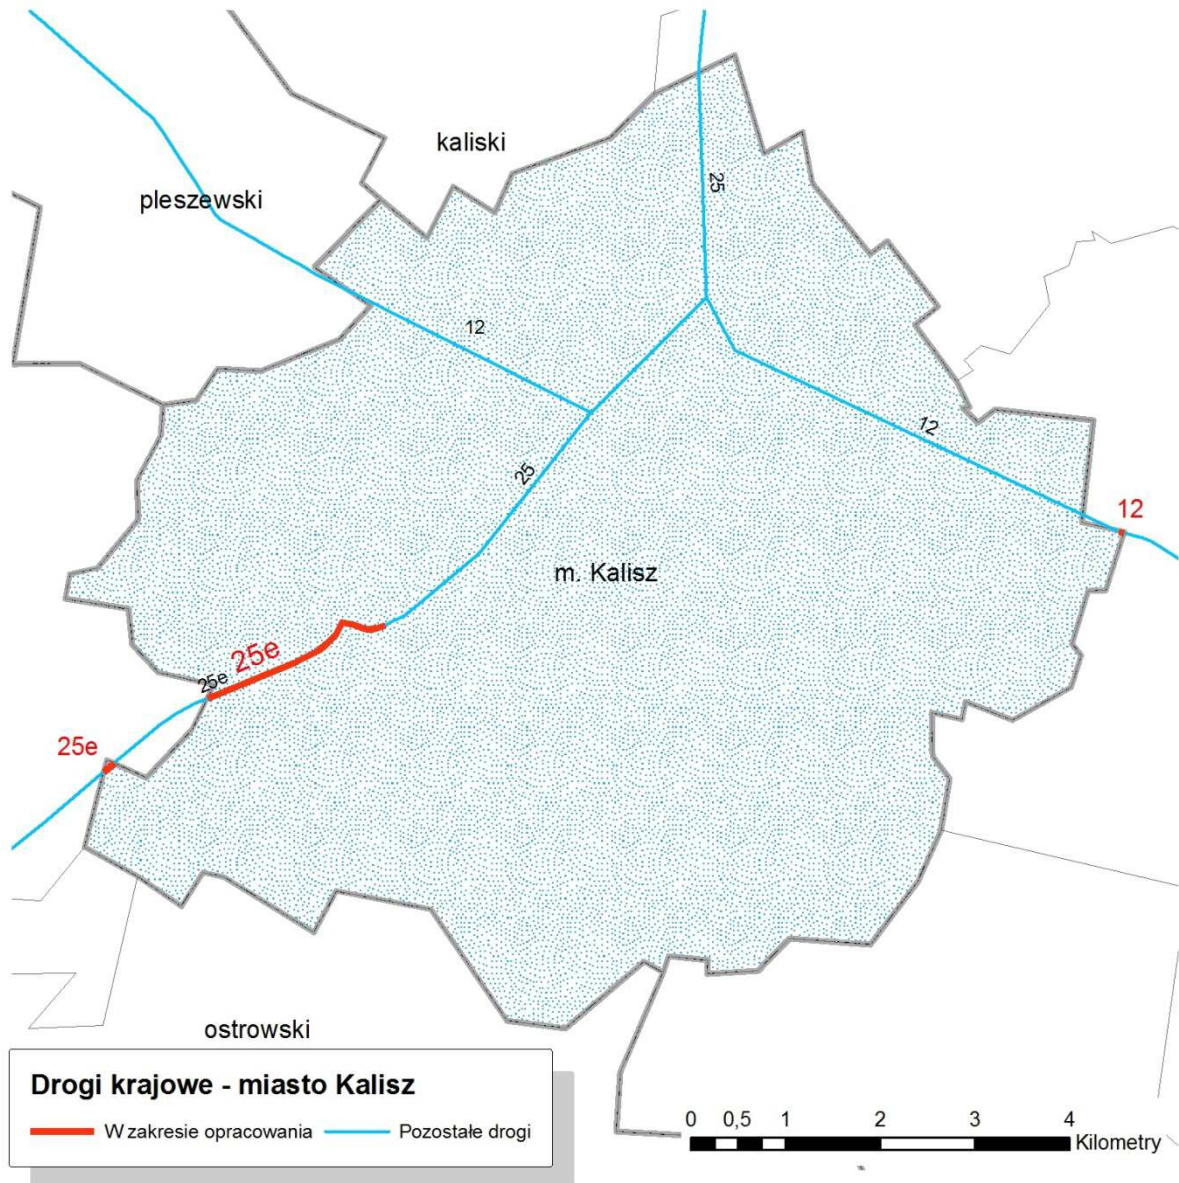 kaliski
pleszewski
25
12
12
25
12
m. Kalisz
25e
25e
25e
ostrowski
Drogi krajowe - miasto Kalisz
W zakresie opracowania
Pozostałe drogi
0 0,5 1 2 3 4
Kilometry